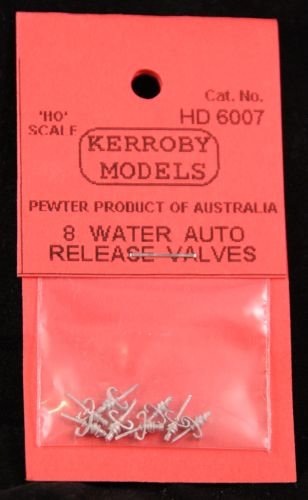 Cat. No.
'HO'
SCALE
HD 6007
KERROBY
MODELS
PEWTER PRODUCT OF AUSTRALIA
8 WATER AUTO
RELEASE VALVES